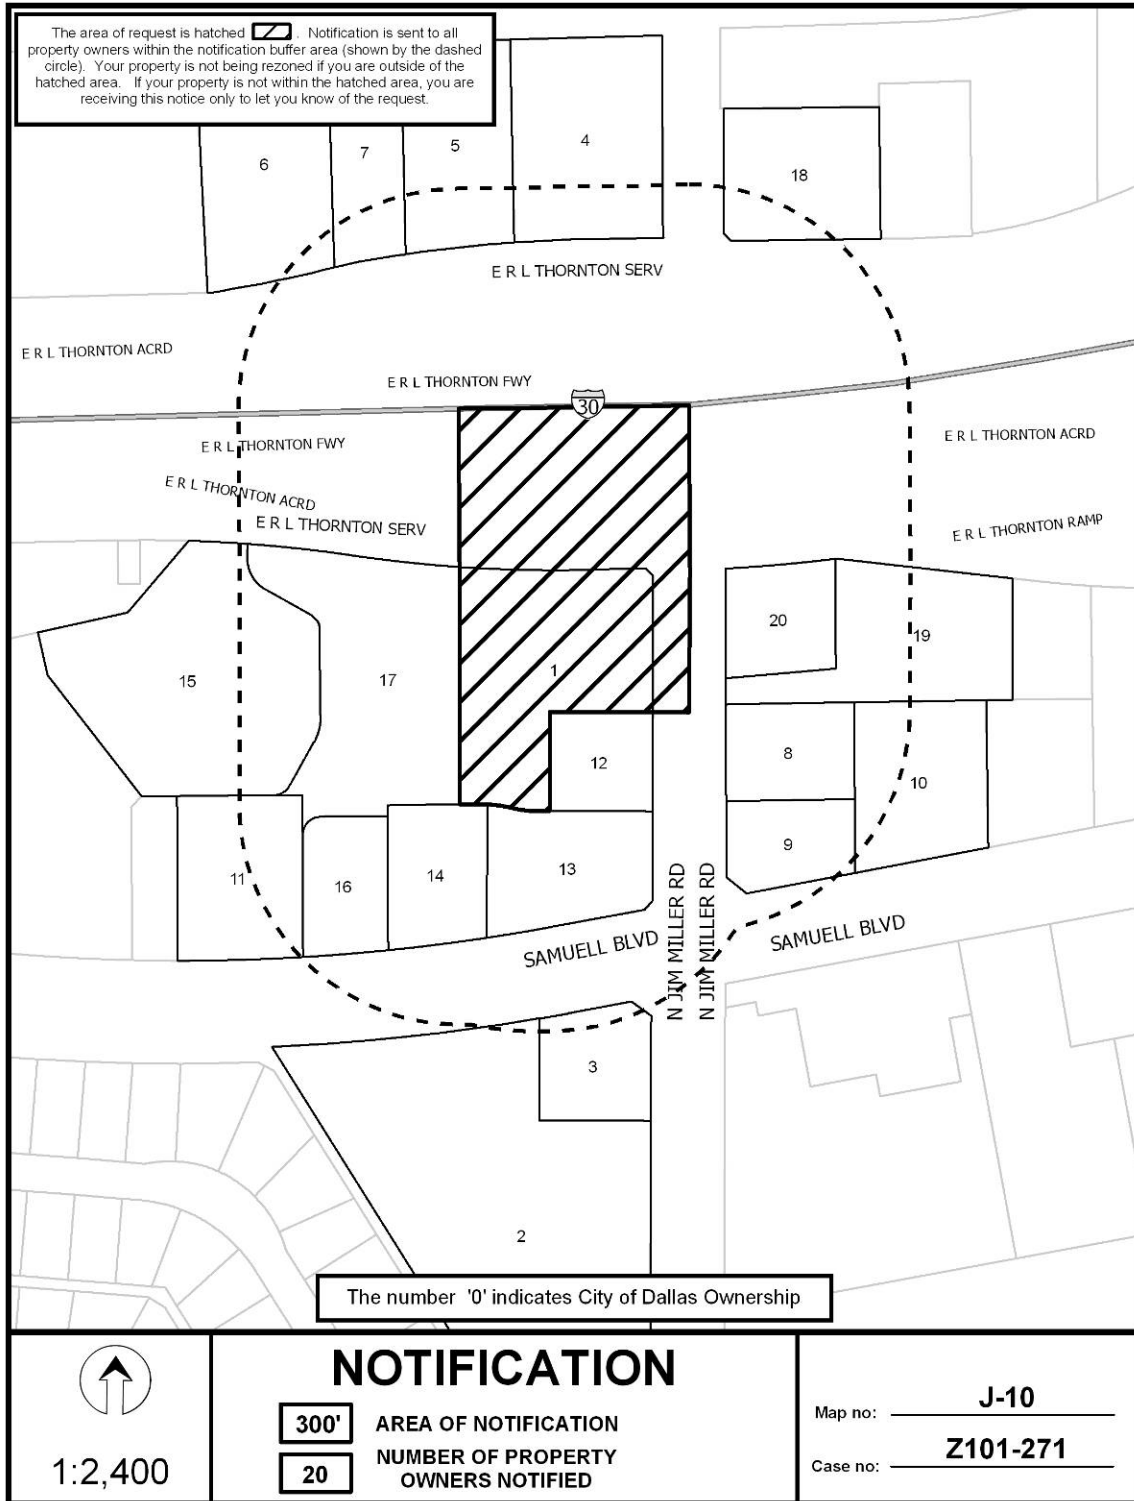 The area of request is hatched . Notification is sent to all
property owners within the notification buffer area (shown by the dashed
circle). Your property is not being rezoned if you are outside of the
hatched area. If your property is not within the hatched area, you are
receiving this notice only to let you know of the request.
6
7
5
4
18
E R L THORNTON SERV
E R L THORNTON ACRD
E R L THORNTON FWY
30
E R L THORNTON FWY
E R L THORNTON ACRD
E R L THORNTON ACRD
E R L THORNTON SERV
E R L THORNTON RAMP
20
19
1
15
17
12
8
10
9
13
14
11
16
N JIM MILLER RD
N JIM MILLER RD
SAMUELL BLVD
SAMUELL BLVD
3
2
The number '0' indicates City of Dallas Ownership
1:2,400
NOTIFICATION
300' AREA OF NOTIFICATION
20 NUMBER OF PROPERTY
OWNERS NOTIFIED
Map no: J-10
Case no: Z101-271